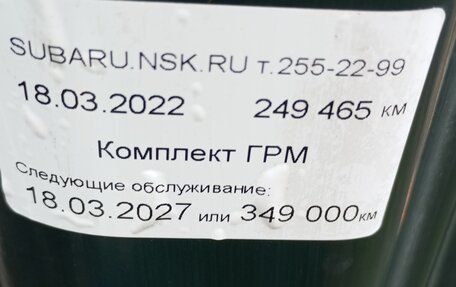 SUBARU.NSK.RU т.255-22-99
18.03.2022 249 465 км
Комплект ГРМ
Следующие обслуживание:
18.03.2027 или 349 000км